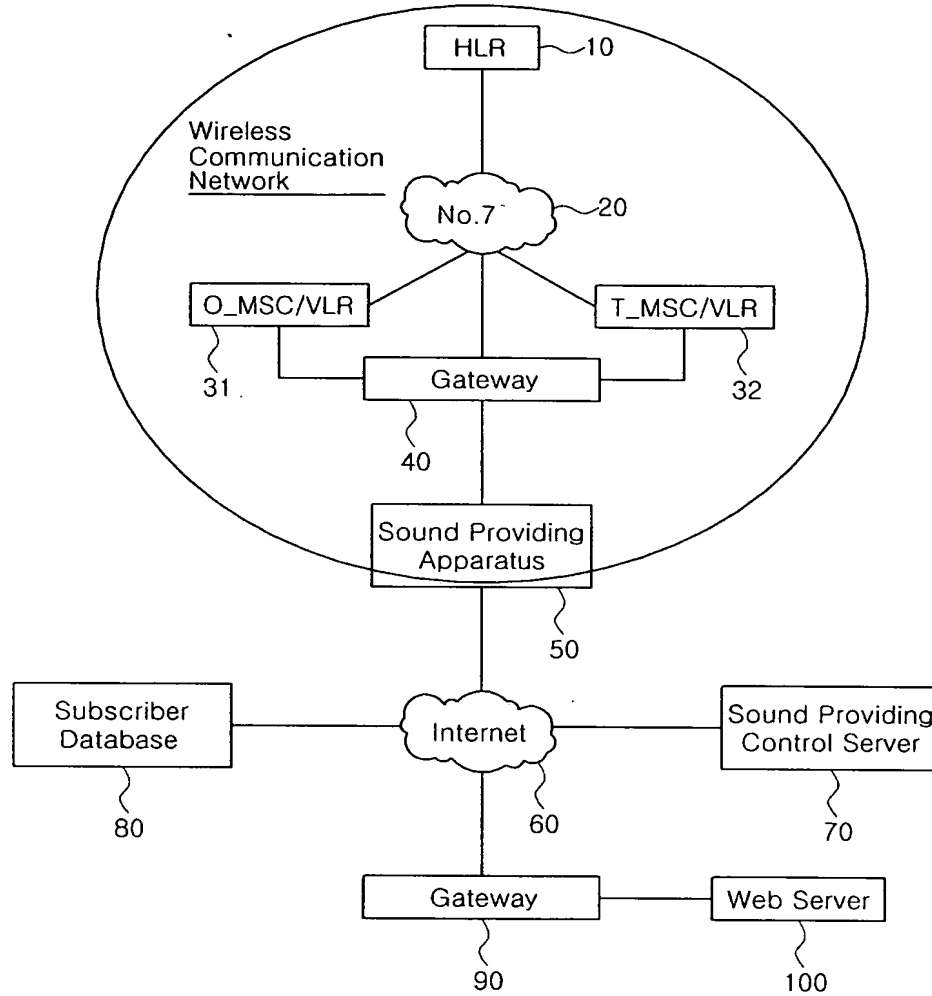 HLR
10
Wireless
Communication
Network
No.7
20
O_MSC/VLR
T_MSC/VLR
31
Gateway
32
40
Sound Providing
Apparatus
50
Subscriber
Database
Internet
Sound Providing
Control Server
80
60
70
Gateway
Web Server
90
100